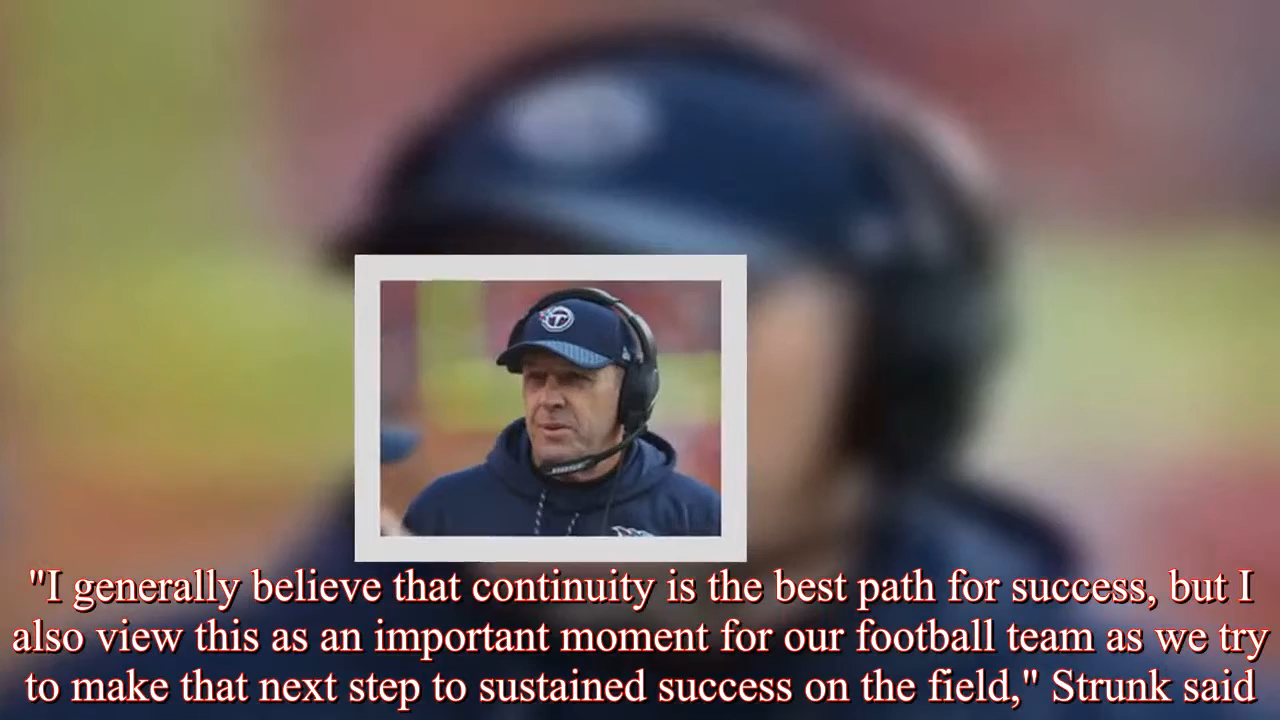 "I generally believe that continuity is the best path for success, but I
also view this as an important moment for our football team as we try
to make that next step to sustained success on the field," Strunk said